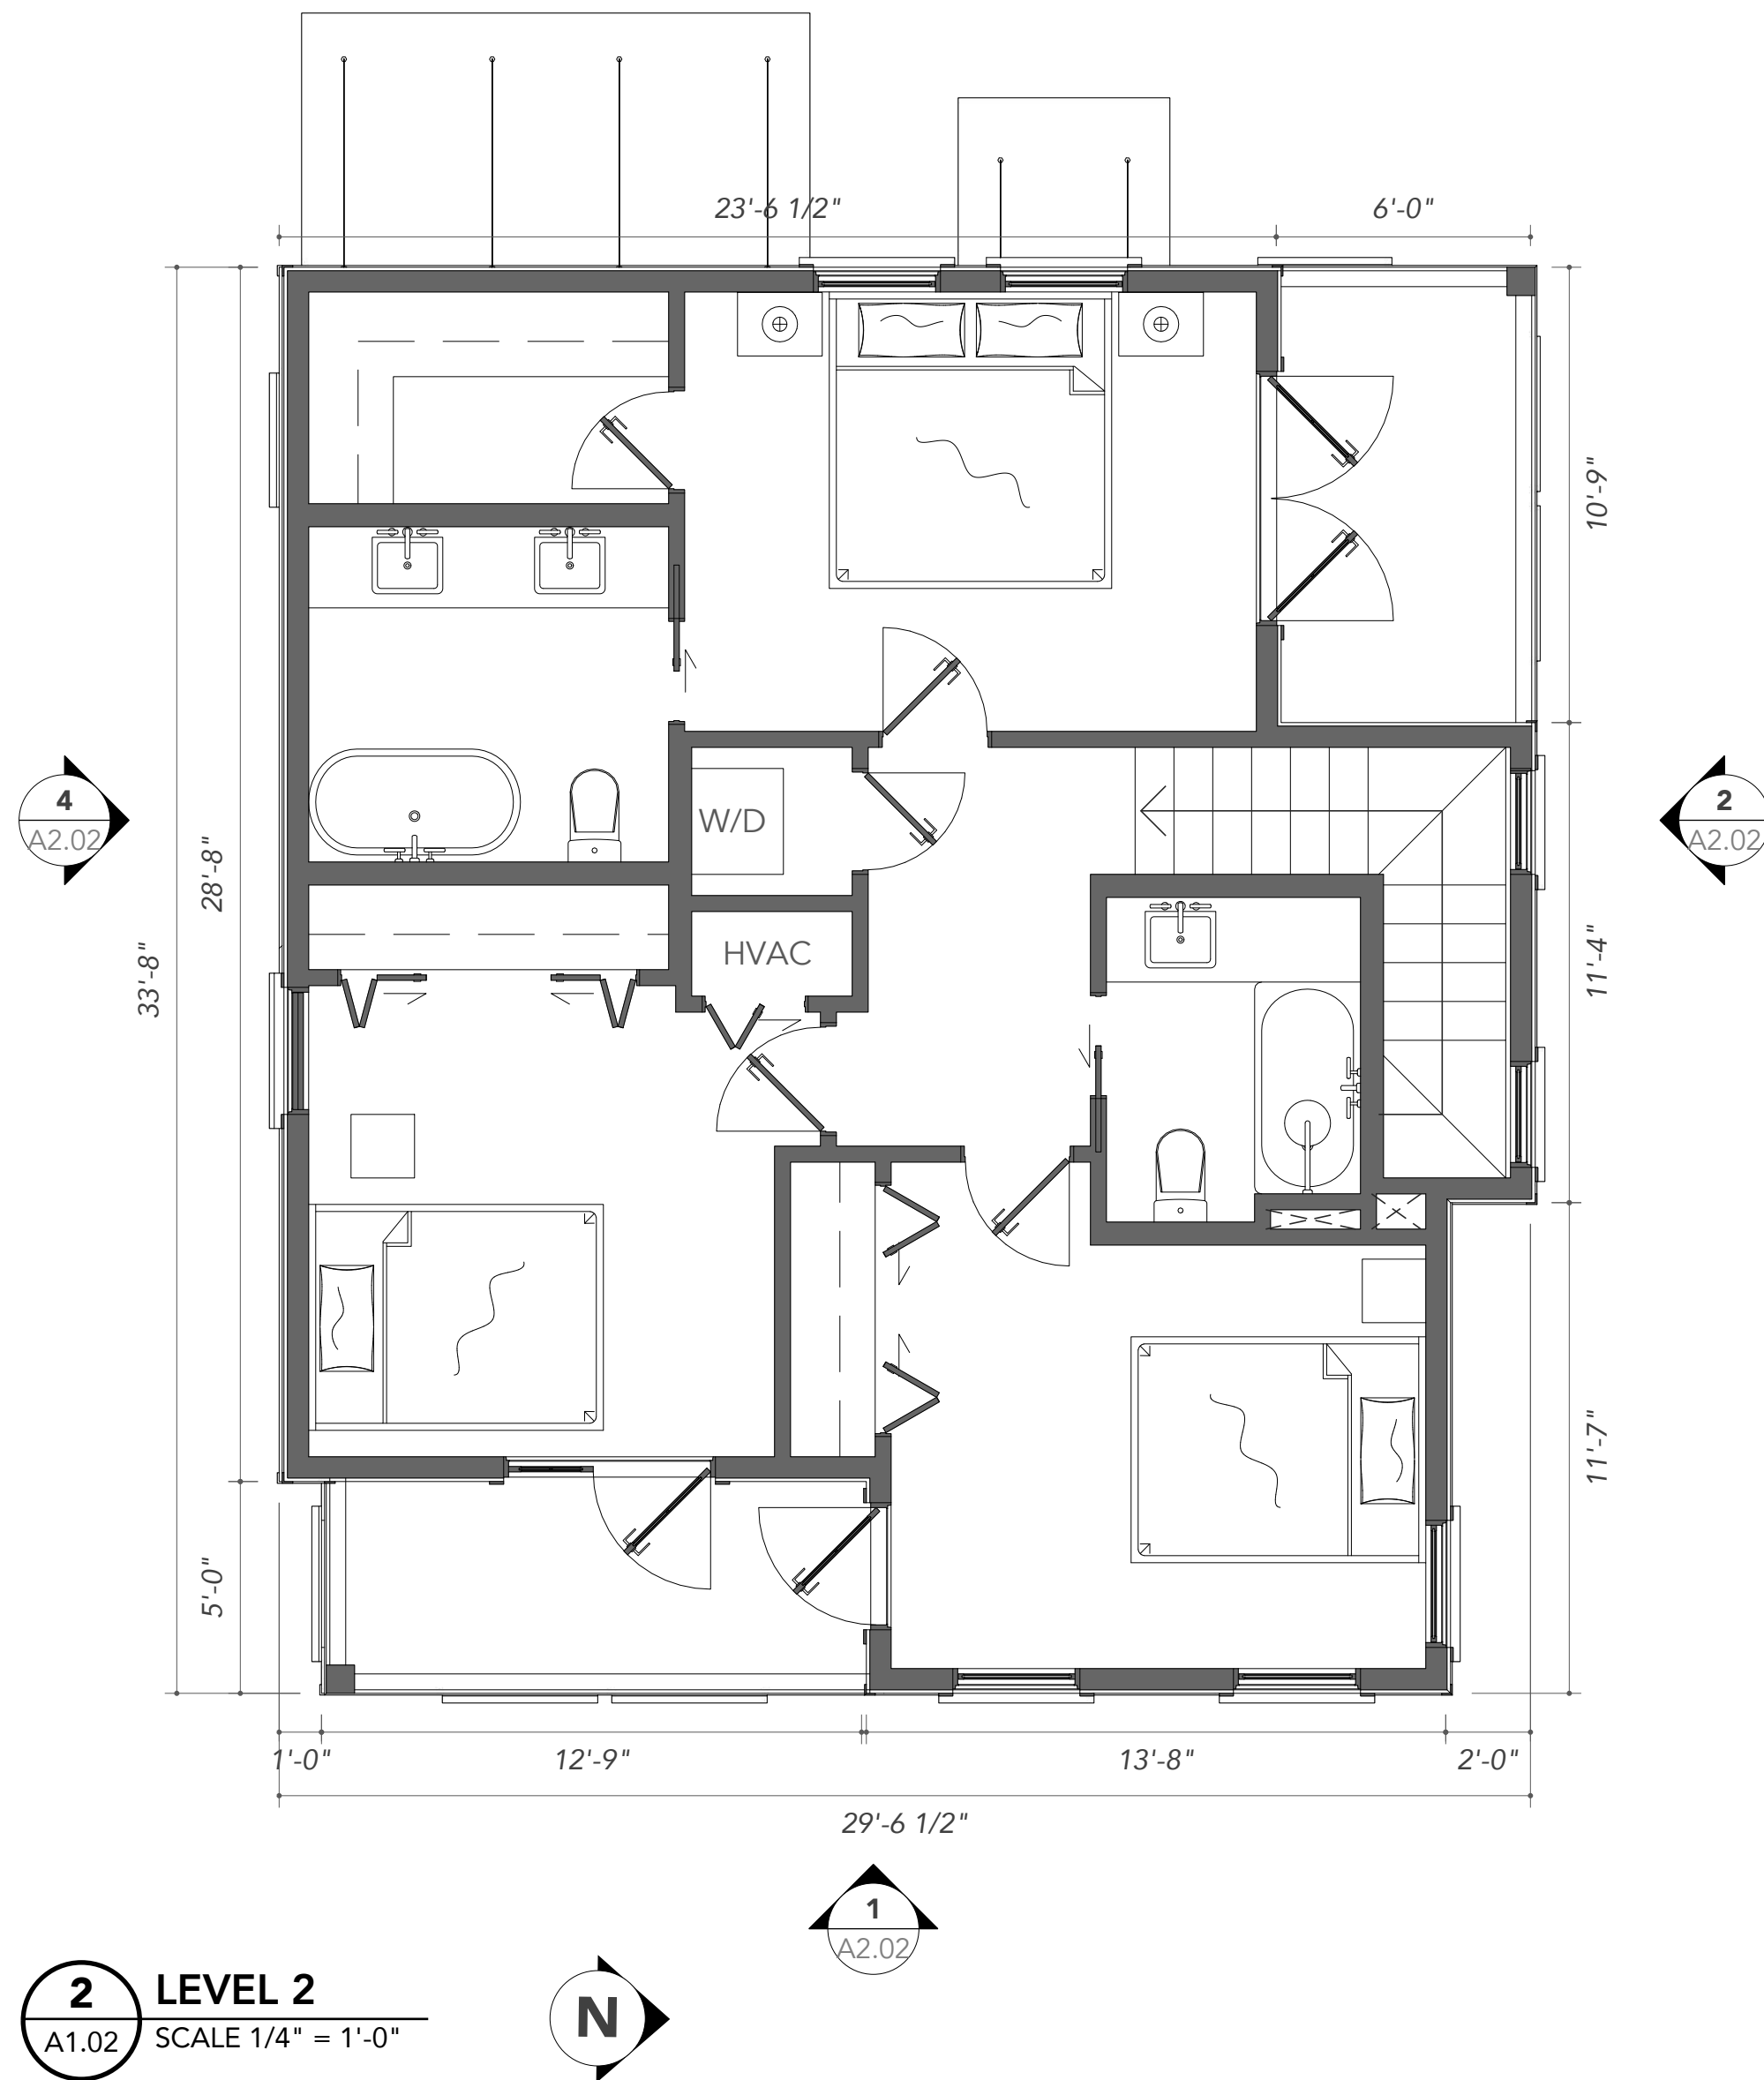 23'-6 1/2"
6'-0"
10'-9"
4
A2.02
2
A2.02
W/D
28'-8"
33'-8"
HVAC
11'-4"
11'-7"
5'-0"
1'-0"
12'-9"
13'-8"
2'-0"
29'-6 1/2"
1
A2.02
2
A1.02
LEVEL 2
SCALE 1/4" = 1'-0"
N